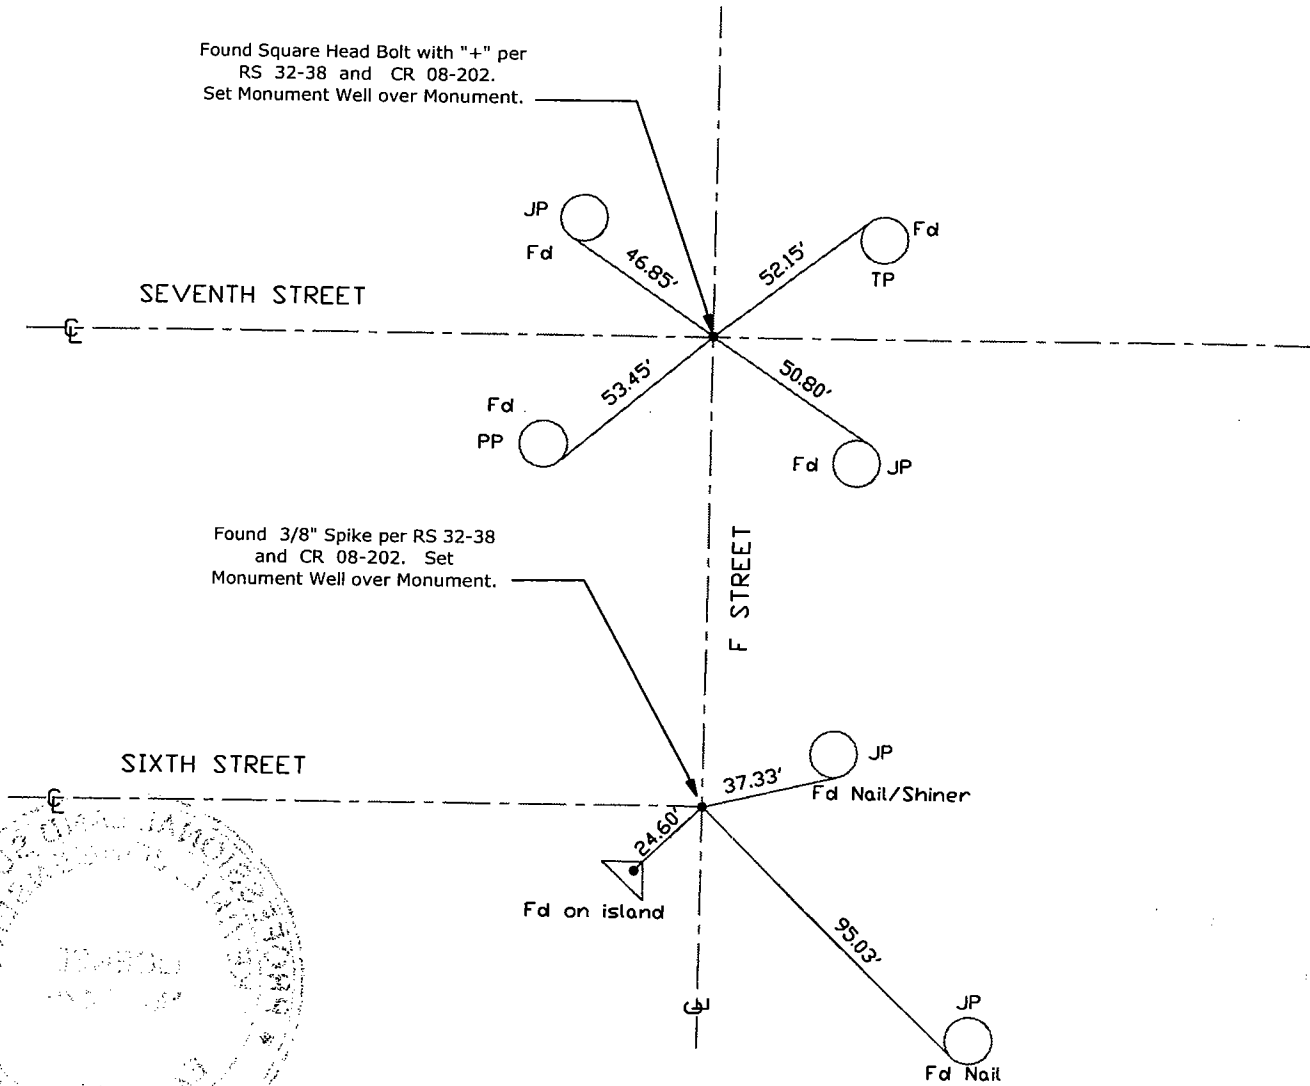 Found Square Head Bolt with "+" per
RS 32-38 and CR 08-202.
Set Monument Well over Monument.
JP
Fd
46.85'
52.15'
Fd
TP
SEVENTH STREET
℄
53.45'
50.80'
Fd
PP
Fd
JP
Found 3/8" Spike per RS 32-38
and CR 08-202. Set
Monument Well over Monument.
F STREET
SIXTH STREET
℄
JP
37.33'
Fd Nail/Shiner
24.60'
Fd on island
95.03'
℄
JP
Fd Nail